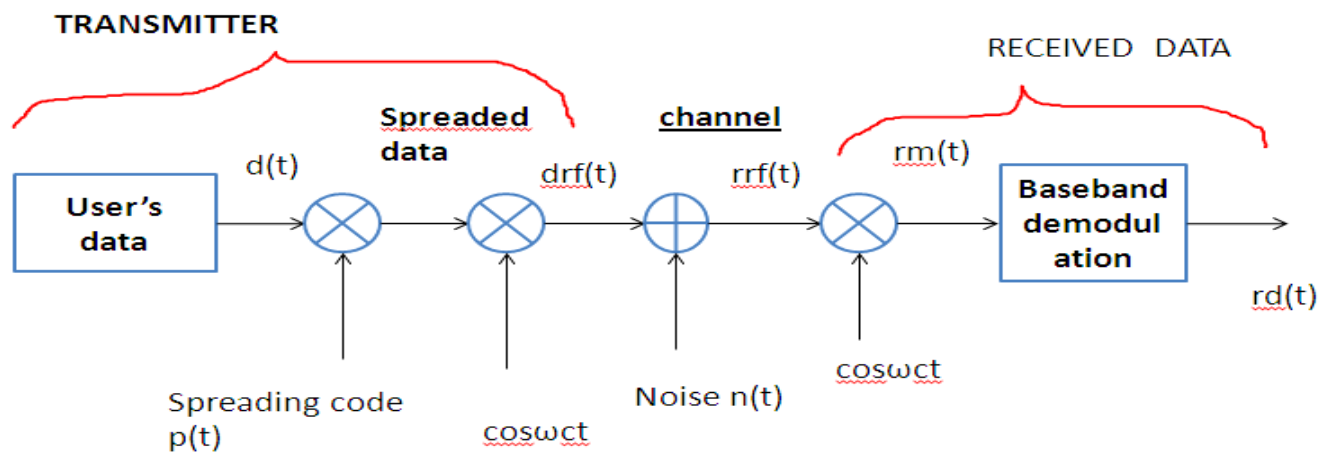 TRANSMITTER
RECEIVED DATA
Spreaded
data
channel
d(t)
drf(t)
rrf(t)
rm(t)
User's
data
Baseband
demodul
ation
rd(t)
Spreading code
p(t)
cosωct
Noise n(t)
cosωct